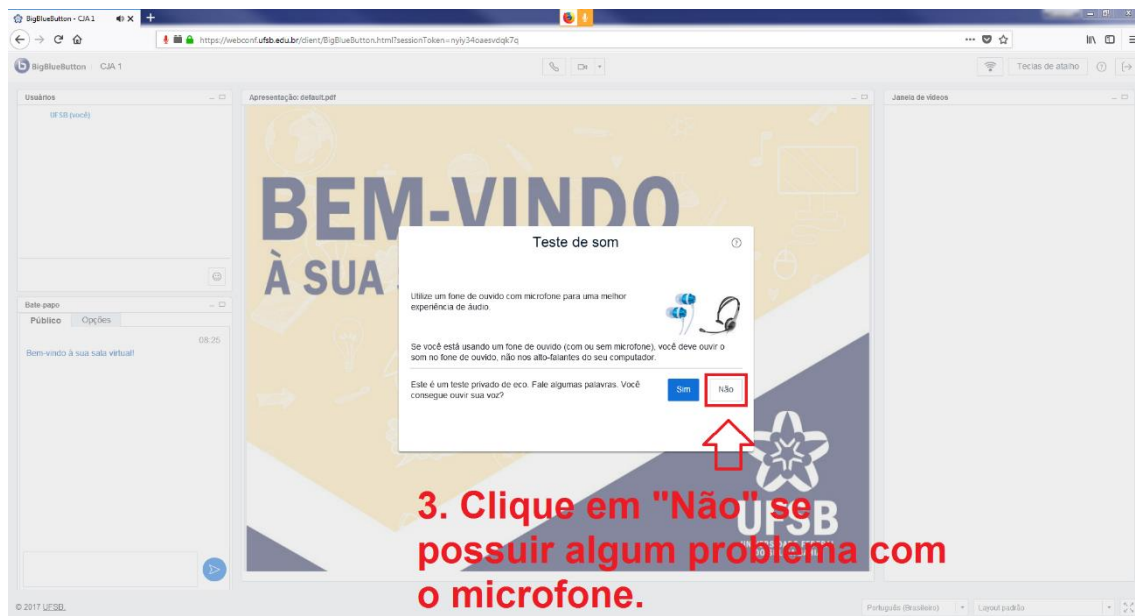 BigBlueButton - CJA 1
https://webconf.ufsb.edu.br/client/BigBlueButton.html?sessionToken=nyly34oaesvdqk7q
BigBlueButton CJA 1
Teclas de atalho
Usuários
Apresentação: default.pdf
Janela de vídeos
UFSB (você)
BEM-VINDO
À SUA
Teste de som
Utilize um fone de ouvido com microfone para uma melhor
experiência de áudio.
Se você está usando um fone de ouvido (com ou sem microfone), você deve ouvir o
som no fone de ouvido, não nos alto-falantes do seu computador.
Este é um teste privado de eco. Fale algumas palavras. Você
consegue ouvir sua voz?
Sim
Não
Bate-papo
Público
Opções
08:25
Bem-vindo à sua sala virtual!
3. Clique em "Não" se
possuir algum problema com
o microfone.
UFSB
© 2017 UFSB.
Português (Brasileiro)
Layout padrão